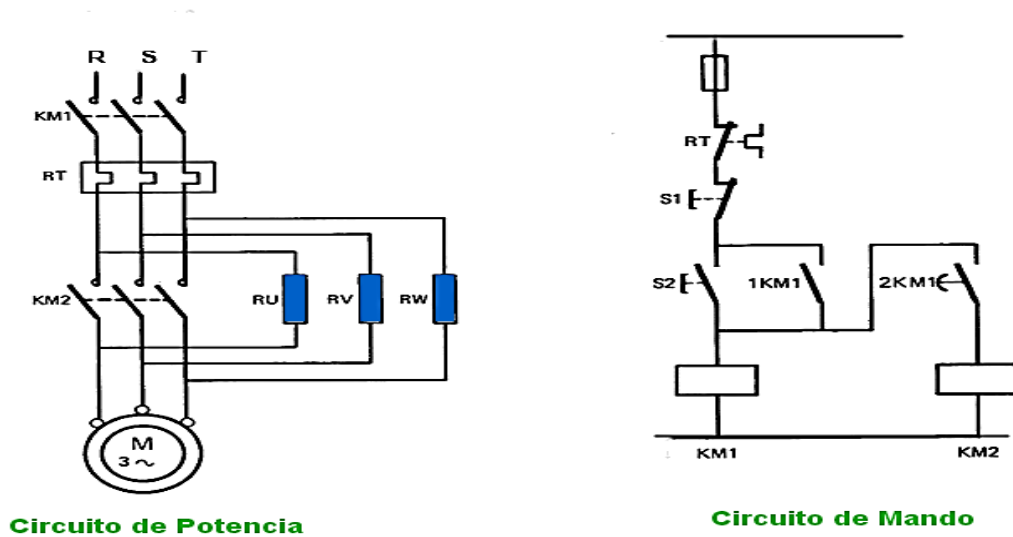 R S T
KM1
RT
KM2
RU RV RW
M
3 ~
Circuito de Potencia
RT
S1
S2 1KM1 2KM1
KM1 KM2
Circuito de Mando